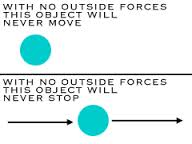 WITH NO OUTSIDE FORCES
THIS OBJECT WILL
NEVER MOVE
WITH NO OUTSIDE FORCES
THIS OBJECT WILL
NEVER STOP